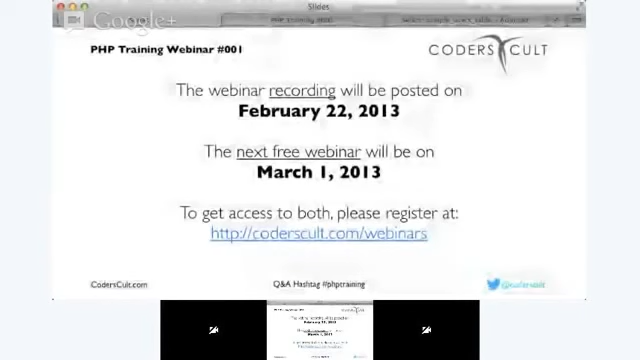 Google+
Slides
PHP Training Webinar #001
CODERS CULT
The webinar recording will be posted on
February 22, 2013
The next free webinar will be on
March 1, 2013
To get access to both, please register at:
http://coderscult.com/webinars
CodersCult.com
Q&A Hashtag #phptraining
@coderscult